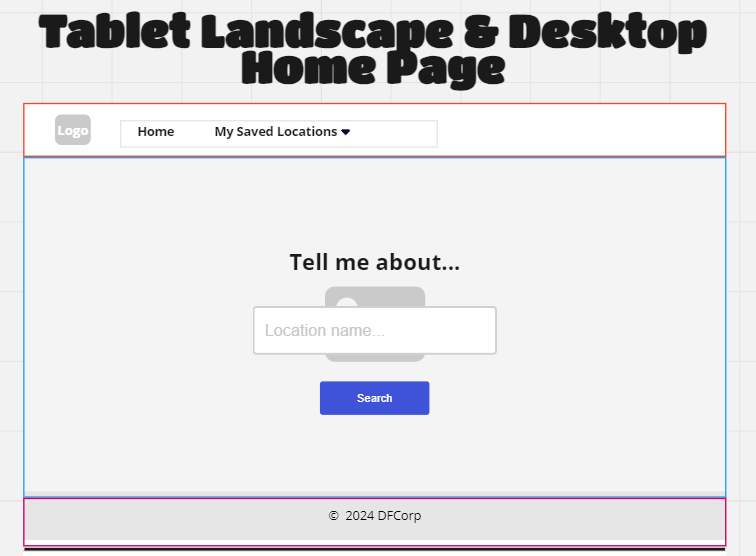 Tablet Landscape & Desktop
Home Page
Logo
Home My Saved Locations
Tell me about...
Location name...
Search
© 2024 DFCorp